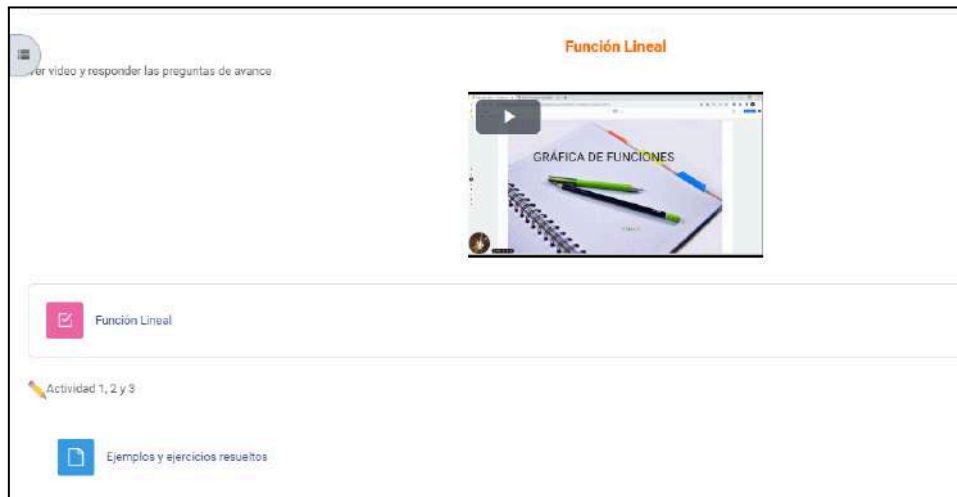 Función Lineal
Ver video y responder las preguntas de avance
GRÁFICA DE FUNCIONES
Función Lineal
Actividad 1, 2 y 3
Ejemplos y ejercicios resueltos